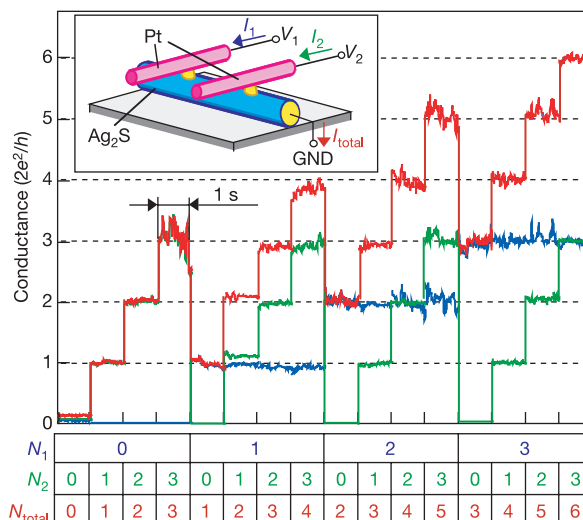 Conductance (2e²/h)
6
5
4
3
2
1
0
Pt
I₁
V₁
I₂
V₂
Ag₂S
I total
GND
1 s
N₁ 0 1 2 3
N₂ 0 1 2 3 0 1 2 3 0 1 2 3 0 1 2 3
N total 0 1 2 3 1 2 3 4 2 3 4 5 3 4 5 6